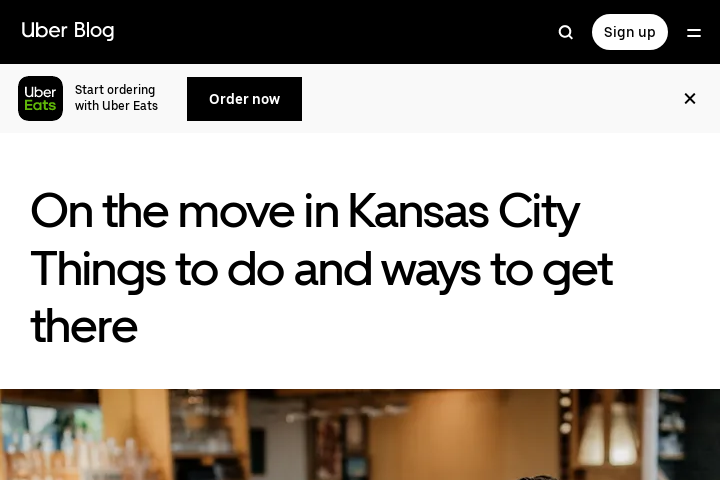 Uber Blog
Sign up
Uber
Eats
Start ordering
with Uber Eats
Order now
On the move in Kansas City
Things to do and ways to get
there